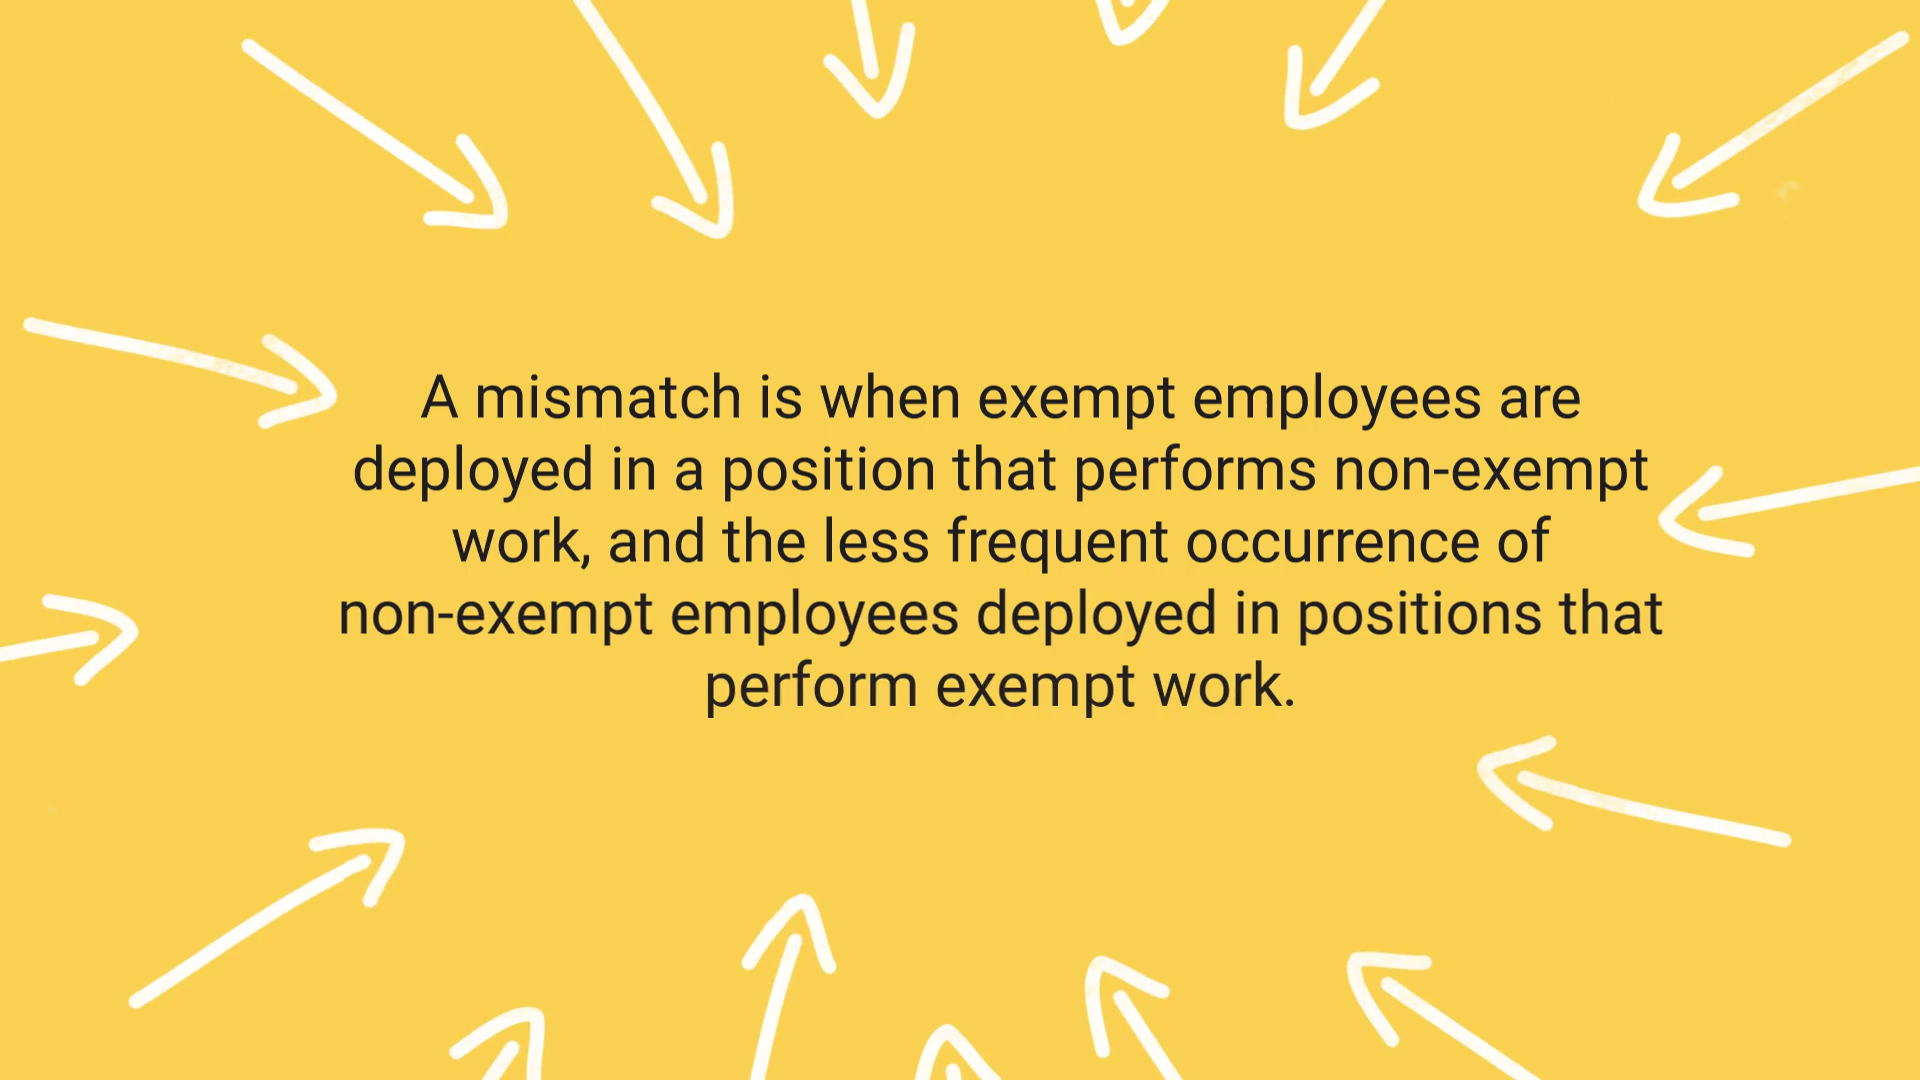 A mismatch is when exempt employees are
deployed in a position that performs non-exempt
work, and the less frequent occurrence of
non-exempt employees deployed in positions that
perform exempt work.